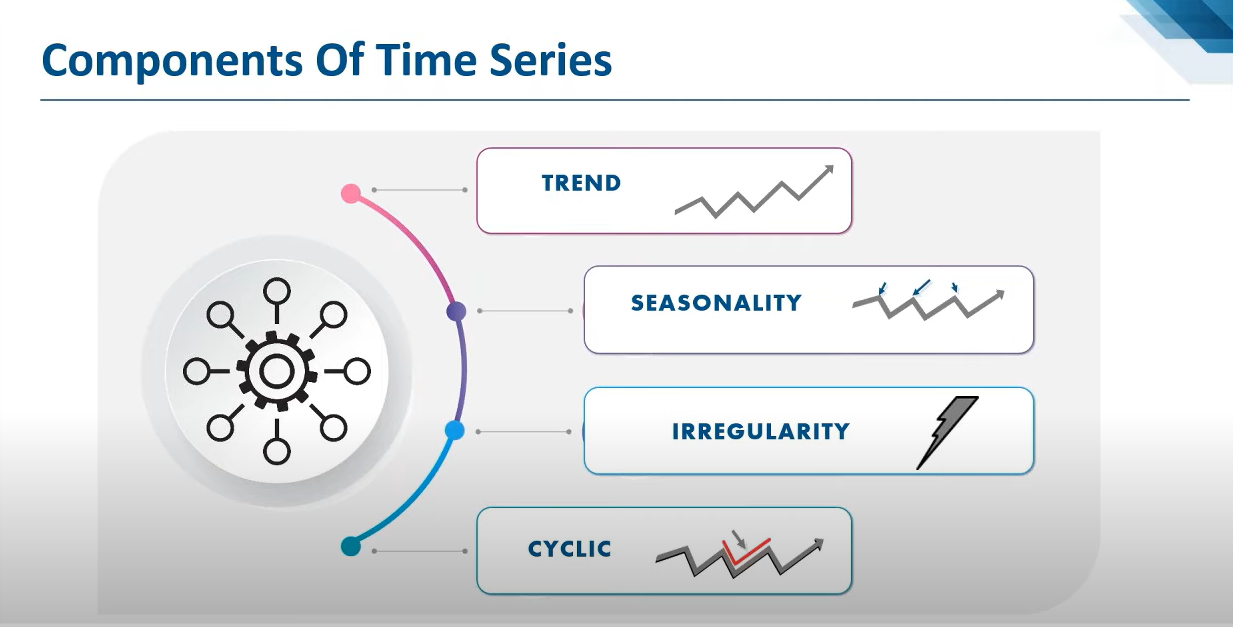 Components Of Time Series
TREND
SEASONALITY
IRREGULARITY
CYCLIC